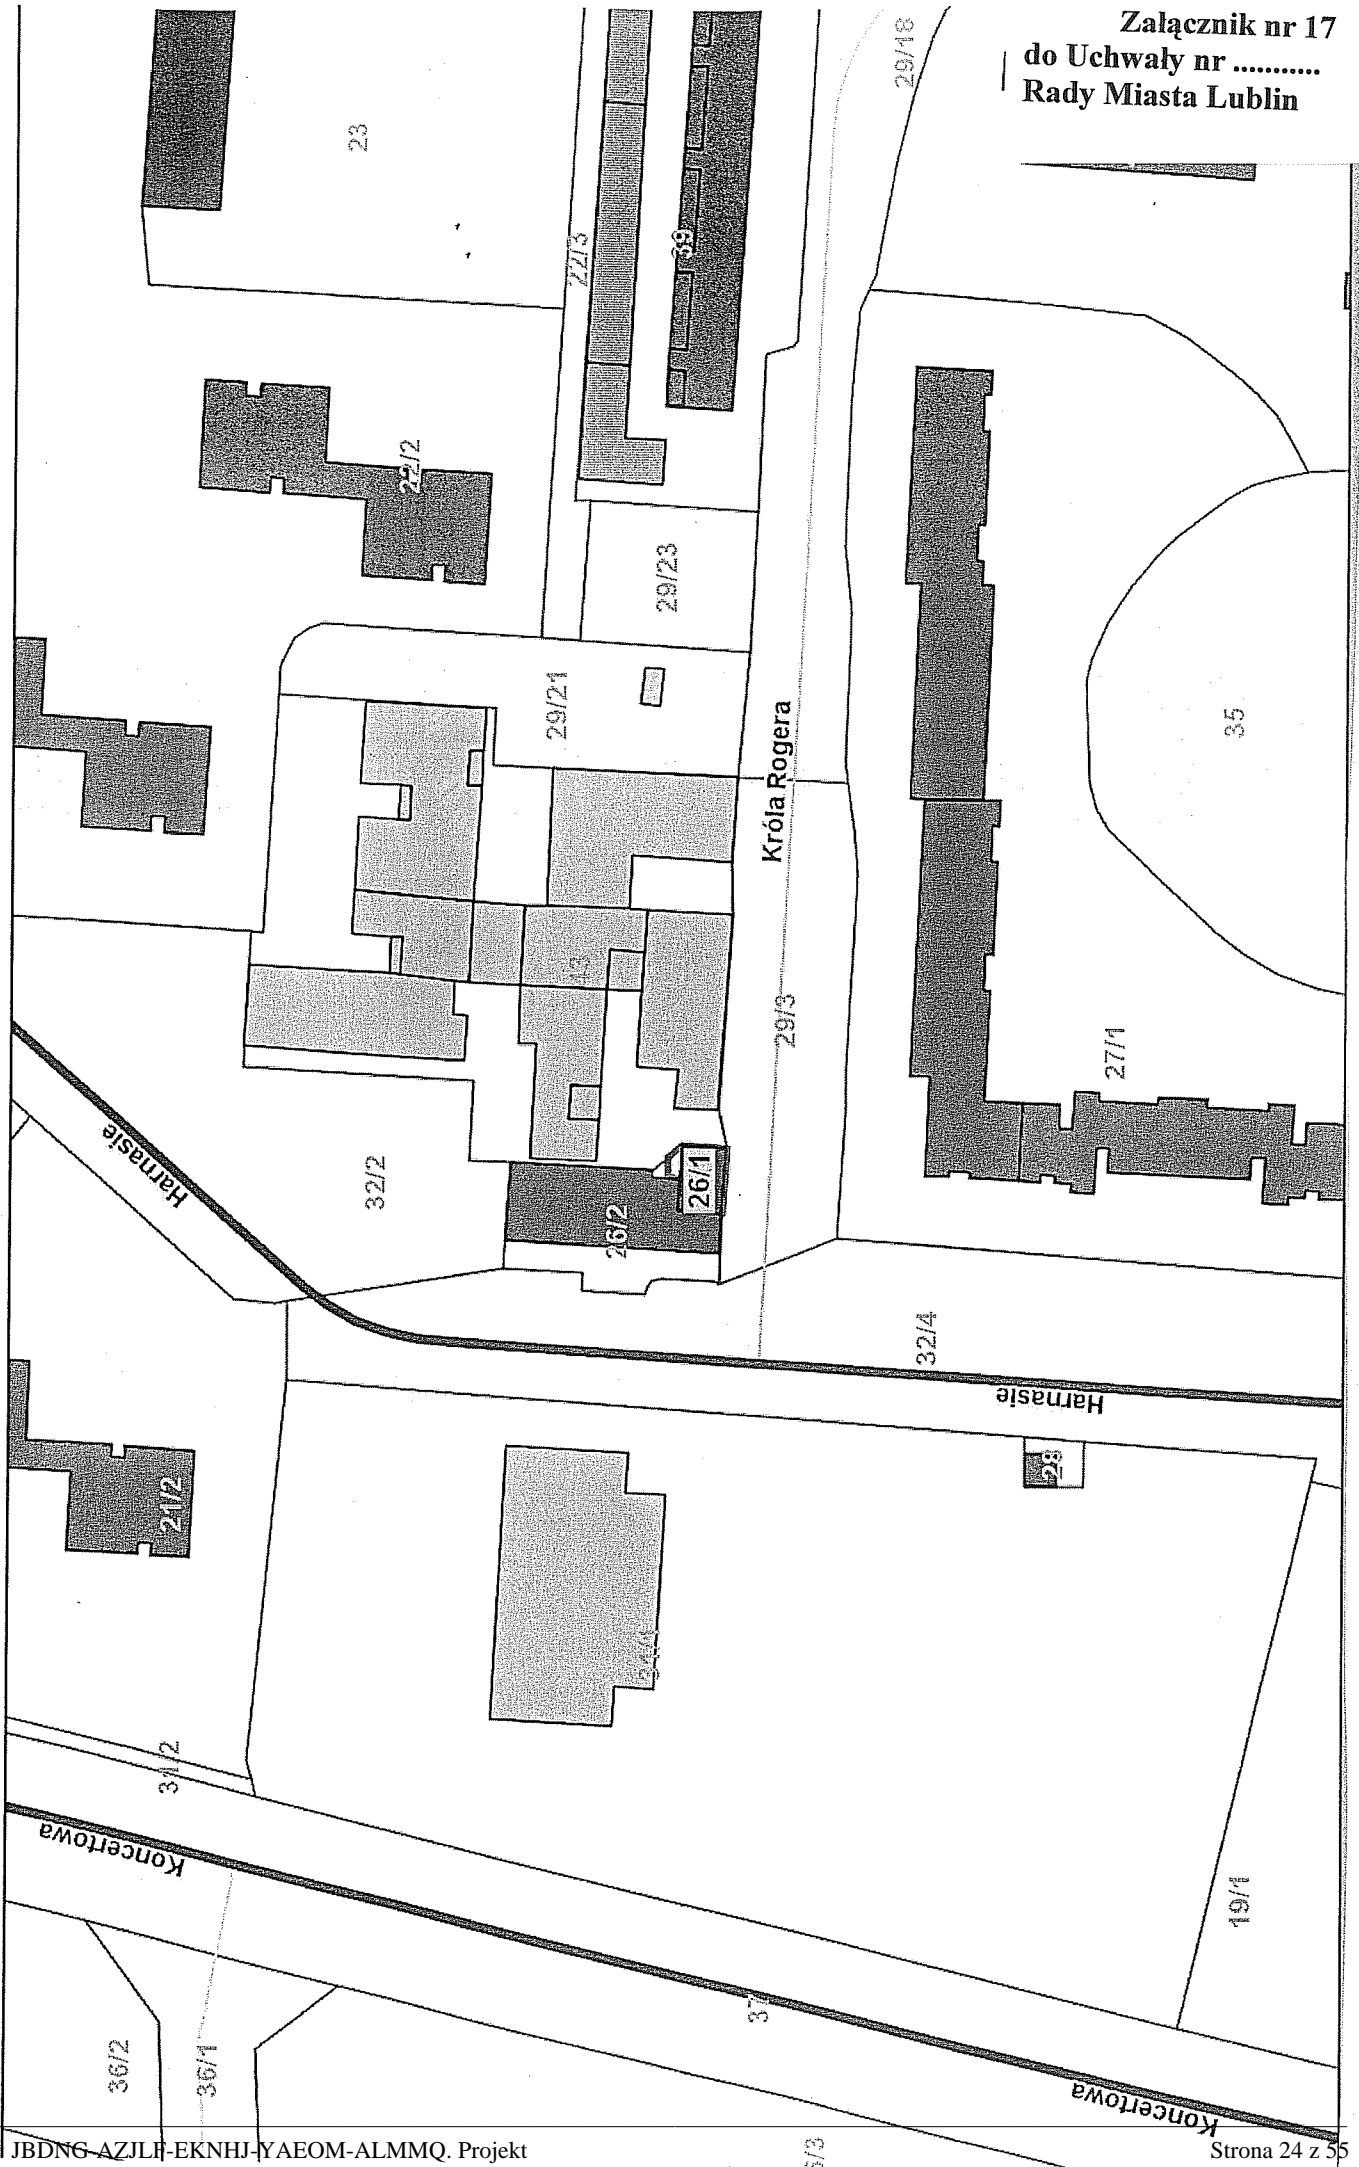 Załącznik nr 17
do Uchwały nr ...........
Rady Miasta Lublin
29/18
23
22/3
39
22/2
29/23
29/21
35
Króla Rogera
43
29/3
27/1
Harnasie
32/2
26/1
26/2
32/4
Harnasie
28
21/2
31/2
Koncertowa
19/1
37
36/2
36/1
Koncertowa
JBDNG-AZJLF-EKNHJ-YAEOM-ALMMQ. Projekt
Strona 24 z 55